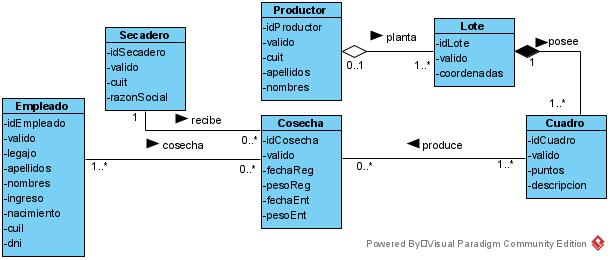 Productor
-idProductor
-valido
-cuit
-apellidos
-nombres
planta
0..1
1..*
Lote
-idLote
-valido
-coordenadas
posee
1
1..*
Secadero
-idSecadero
-valido
-cuit
-razonSocial
1
recibe
0..*
Empleado
-idEmpleado
-valido
-legajo
-apellidos
-nombres
-ingreso
-nacimiento
-cuil
-dni
cosecha
1..*
0..*
Cosecha
-idCosecha
-valido
-fechaReg
-pesoReg
-fechaEnt
-pesoEnt
produce
0..*
1..*
Cuadro
-idCuadro
-valido
-puntos
-descripcion
Powered By Visual Paradigm Community Edition